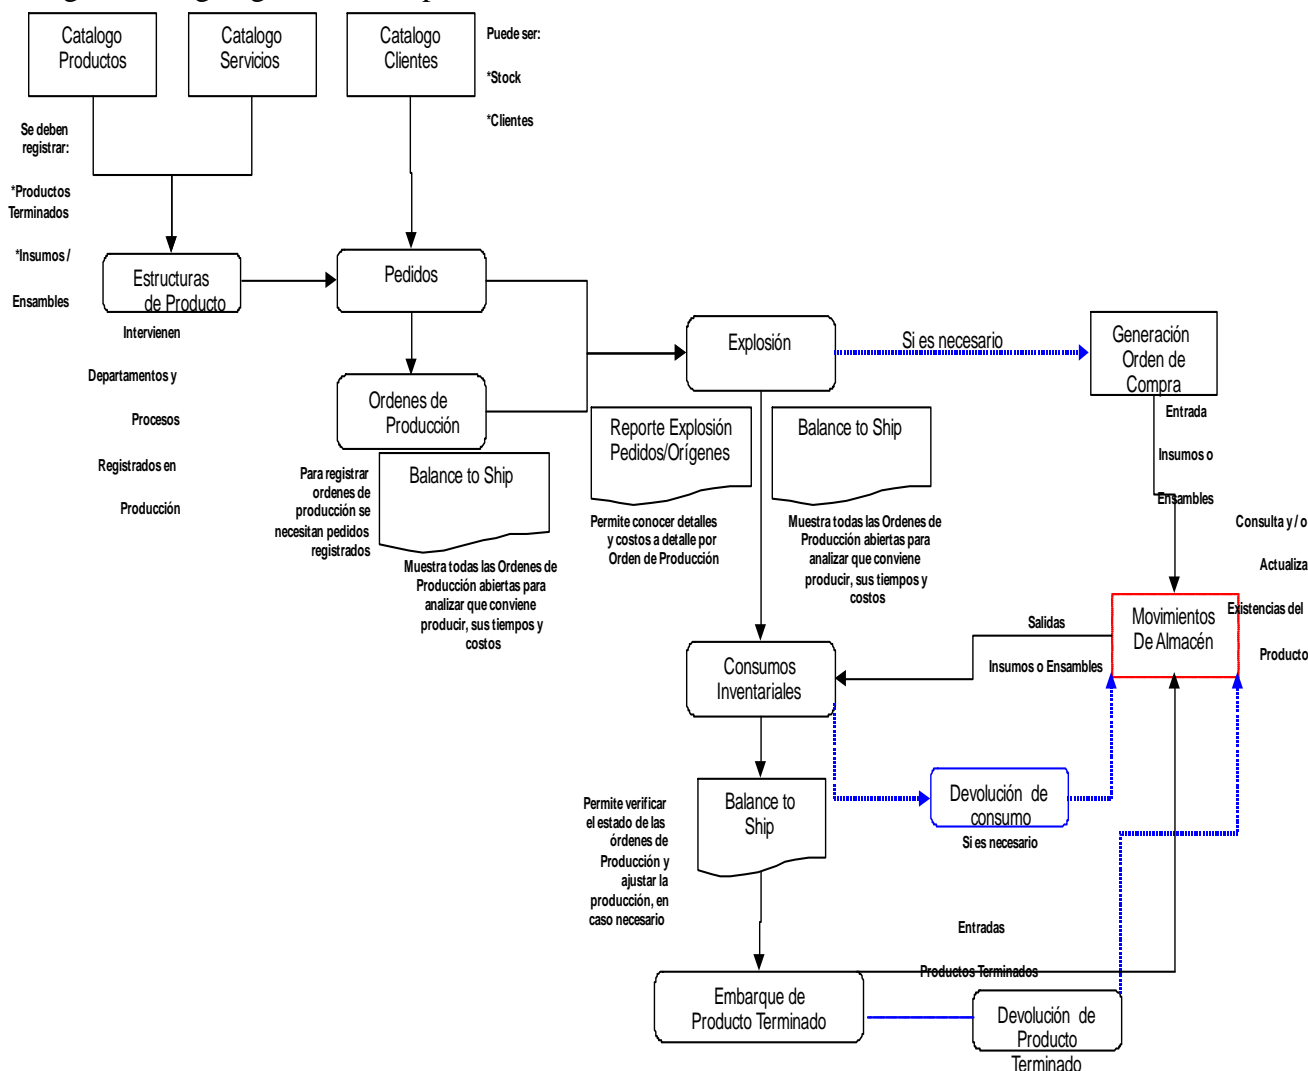 Catalogo
Productos
Catalogo
Servicios
Catalogo
Clientes
Puede ser:
*Stock
*Clientes
Se deben
registrar:
*Productos
Terminados
*Insumos /
Ensambles
Estructuras
de Producto
Intervienen
Departamentos y
Procesos
Registrados en
Producción
Pedidos
Ordenes de
Producción
Para registrar
ordenes de
producción se
necesitan pedidos
registrados
Balance to Ship
Muestra todas las Ordenes de
Producción abiertas para
analizar que conviene
producir, sus tiempos y
costos
Explosión
Si es necesario
Generación
Orden de
Compra
Reporte Explosión
Pedidos/Orígenes
Permite conocer detalles
y costos a detalle por
Orden de Producción
Balance to Ship
Muestra todas las Ordenes de
Producción abiertas para
analizar que conviene
producir, sus tiempos y
costos
Entrada
Insumos o
Ensambles
Consulta y / o
Actualiza
Existencias del
Producto
Movimientos
De Almacén
Salidas
Insumos o Ensambles
Consumos
Inventariales
Devolución de
consumo
Si es necesario
Permite verificar
el estado de las
órdenes de
Producción y
ajustar la
producción, en
caso necesario
Balance to
Ship
Entradas
Productos Terminados
Embarque de
Producto Terminado
Devolución de
Producto
Terminado